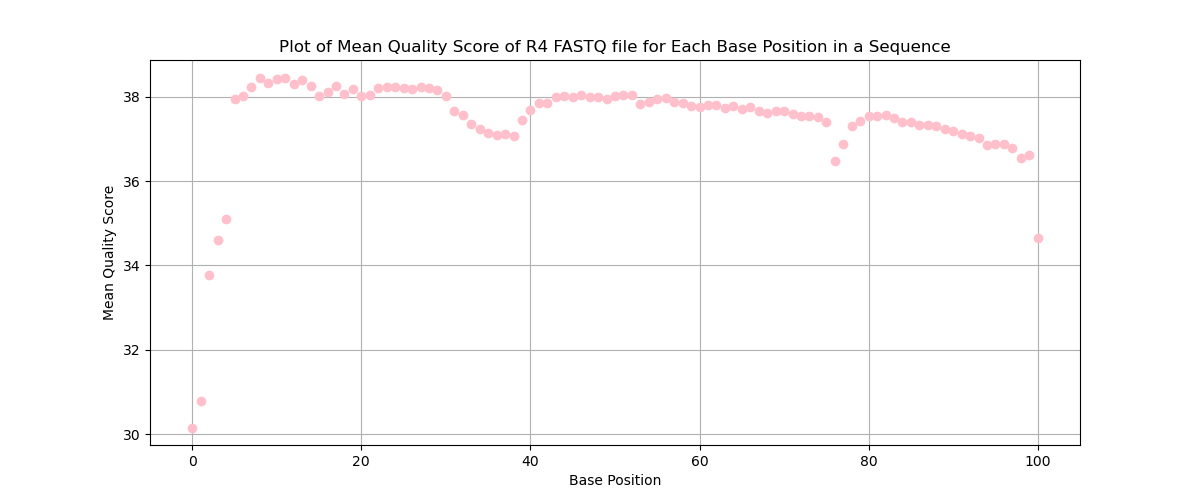 Plot of Mean Quality Score of R4 FASTQ file for Each Base Position in a Sequence
Mean Quality Score
38
36
34
32
30
0 20 40 60 80 100
Base Position